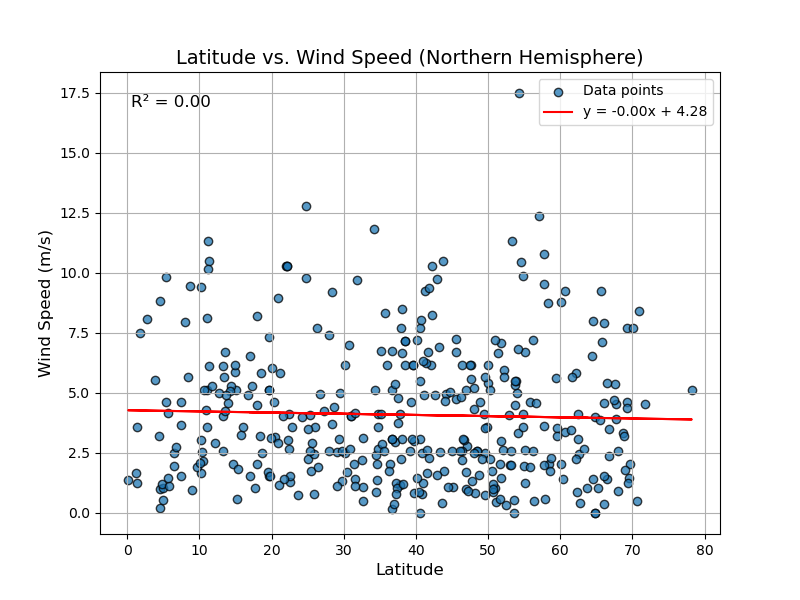 Latitude vs. Wind Speed (Northern Hemisphere)
R² = 0.00
Data points
y = -0.00x + 4.28
Wind Speed (m/s)
17.5
15.0
12.5
10.0
7.5
5.0
2.5
0.0
0 10 20 30 40 50 60 70 80
Latitude